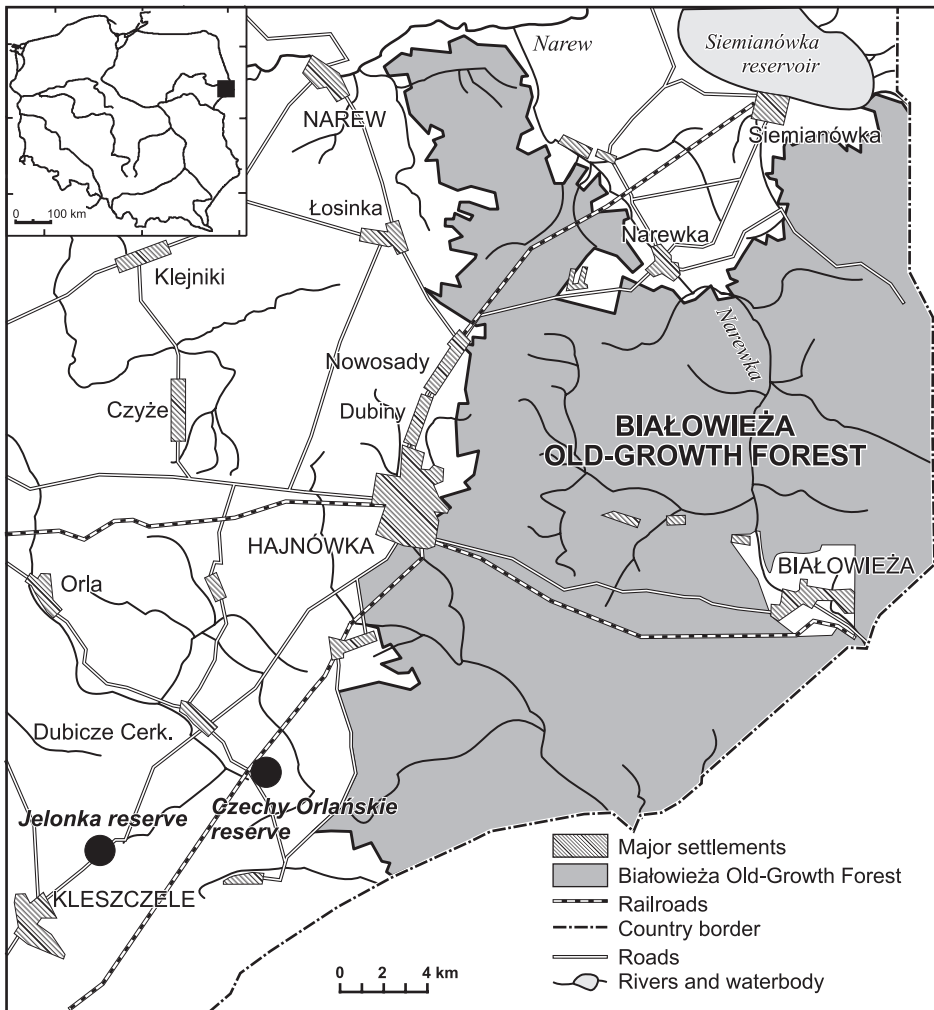 0 100 km
Narew
Siemianówka
reservoir
NAREW
Siemianówka
Łosinka
Narewka
Klejniki
Narewka
Nowosady
Dubiny
Czyże
BIAŁOWIEŻA
OLD-GROWTH FOREST
HAJNÓWKA
BIAŁOWIEŻA
Orla
Dubicze Cerk.
Jelonka reserve
Czechy Orlańskie
reserve
KLESZCZELE
Major settlements
Białowieża Old-Growth Forest
Railroads
Country border
Roads
Rivers and waterbody
0 2 4 km